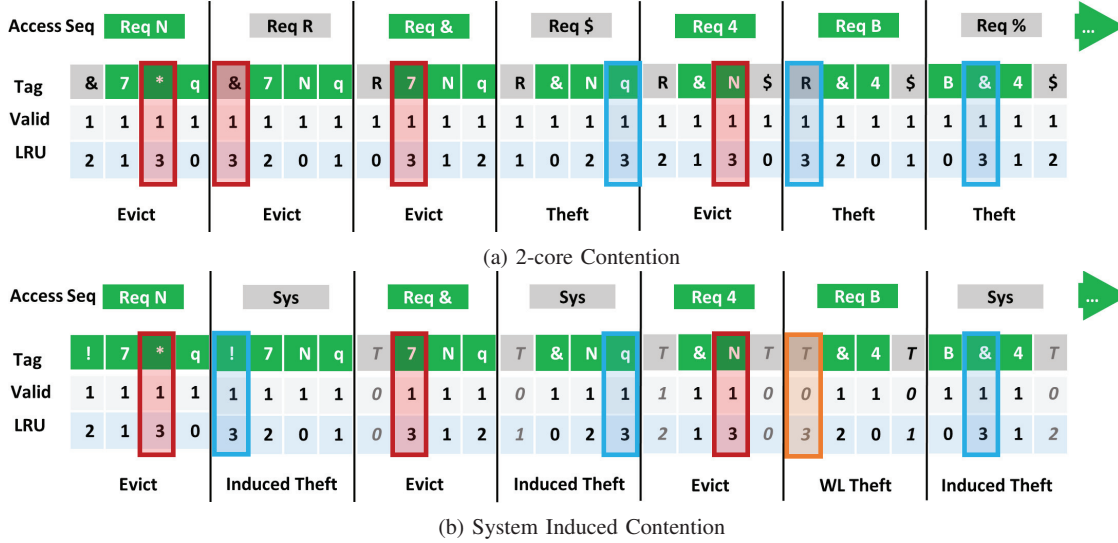 Access Seq Req N Req R Req & Req $ Req 4 Req B Req % ...
Tag & 7 * q & 7 N q R 7 N q R & N q R & N $ R & 4 $ B & 4 $
Valid 1 1 1 1 1 1 1 1 1 1 1 1 1 1 1 1 1 1 1 1 1 1 1 1 1 1 1 1
LRU 2 1 3 0 3 2 0 1 0 3 1 2 1 0 2 3 2 1 3 0 3 2 0 1 0 3 1 2
Evict Evict Evict Theft Evict Theft Theft
(a) 2-core Contention
Access Seq Req N Sys Req & Sys Req 4 Req B Sys ...
Tag ! 7 * q ! 7 N q T 7 N q T & N q T & N T T & 4 T B & 4 T
Valid 1 1 1 1 1 1 1 1 0 1 1 1 0 1 1 1 1 1 1 0 0 1 1 0 1 1 1 0
LRU 2 1 3 0 3 2 0 1 0 3 1 2 1 0 2 3 2 1 3 0 3 2 0 1 0 3 1 2
Evict Induced Theft Evict Induced Theft Evict WL Theft Induced Theft
(b) System Induced Contention